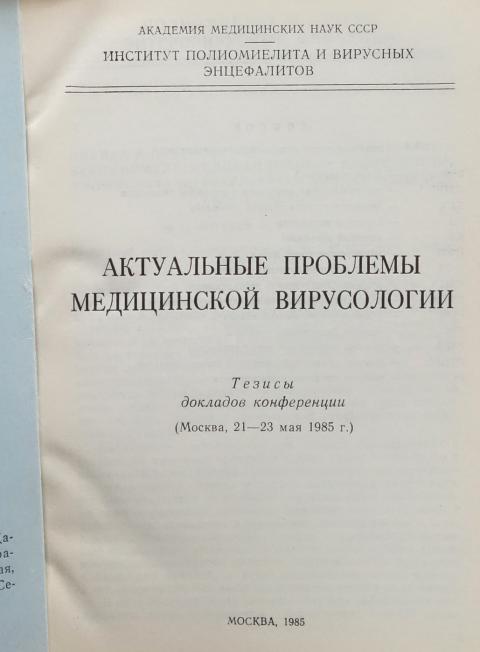 АКАДЕМИЯ МЕДИЦИНСКИХ НАУК СССР
ИНСТИТУТ ПОЛИОМИЕЛИТА И ВИРУСНЫХ
ЭНЦЕФАЛИТОВ
АКТУАЛЬНЫЕ ПРОБЛЕМЫ
МЕДИЦИНСКОЙ ВИРУСОЛОГИИ
Тезисы
докладов конференции
(Москва, 21—23 мая 1985 г.)
МОСКВА, 1985